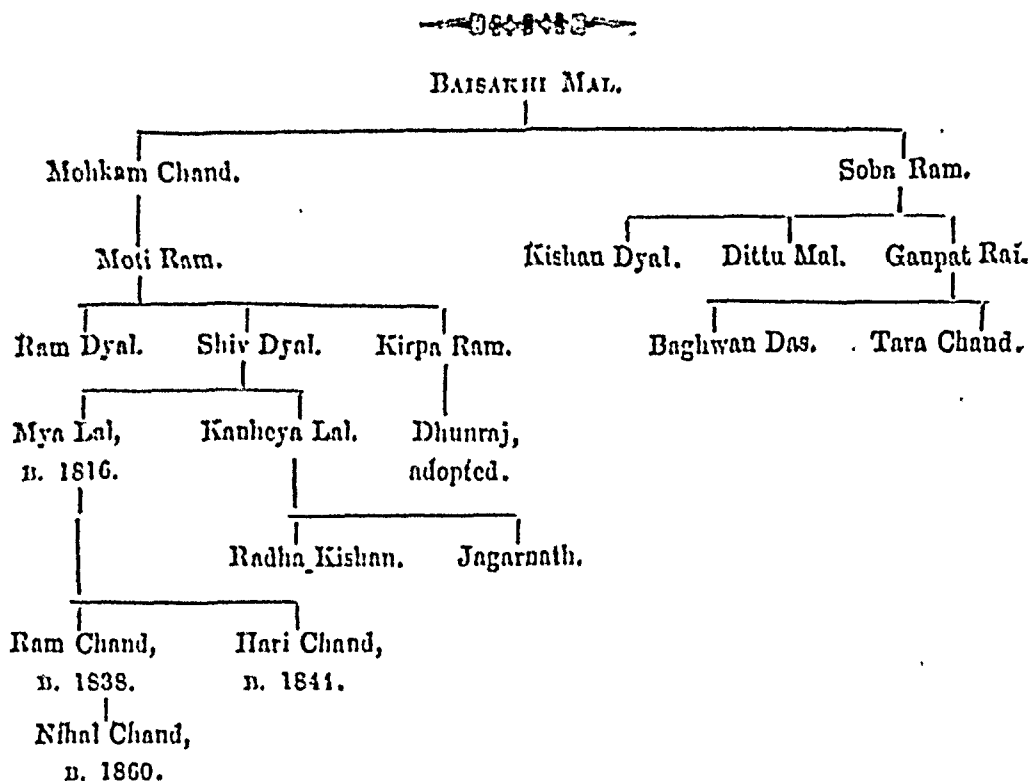 BAISAKHI MAL.
Mohkam Chand. Soba Ram.
Moti Ram. Kishan Dyal. Dittu Mal. Ganpat Rai.
Ram Dyal. Shiv Dyal. Kirpa Ram. Baghwan Das. Tara Chand.
Mya Lal, Kanheya Lal. Dhunraj,
B. 1816. adopted.
Radha Kishan. Jagarnath.
Ram Chand, Hari Chand,
B. 1838. B. 1841.
Nihal Chand,
B. 1860.